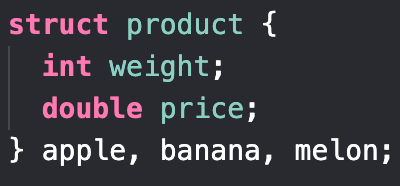 struct product {
  int weight;
  double price;
} apple, banana, melon;